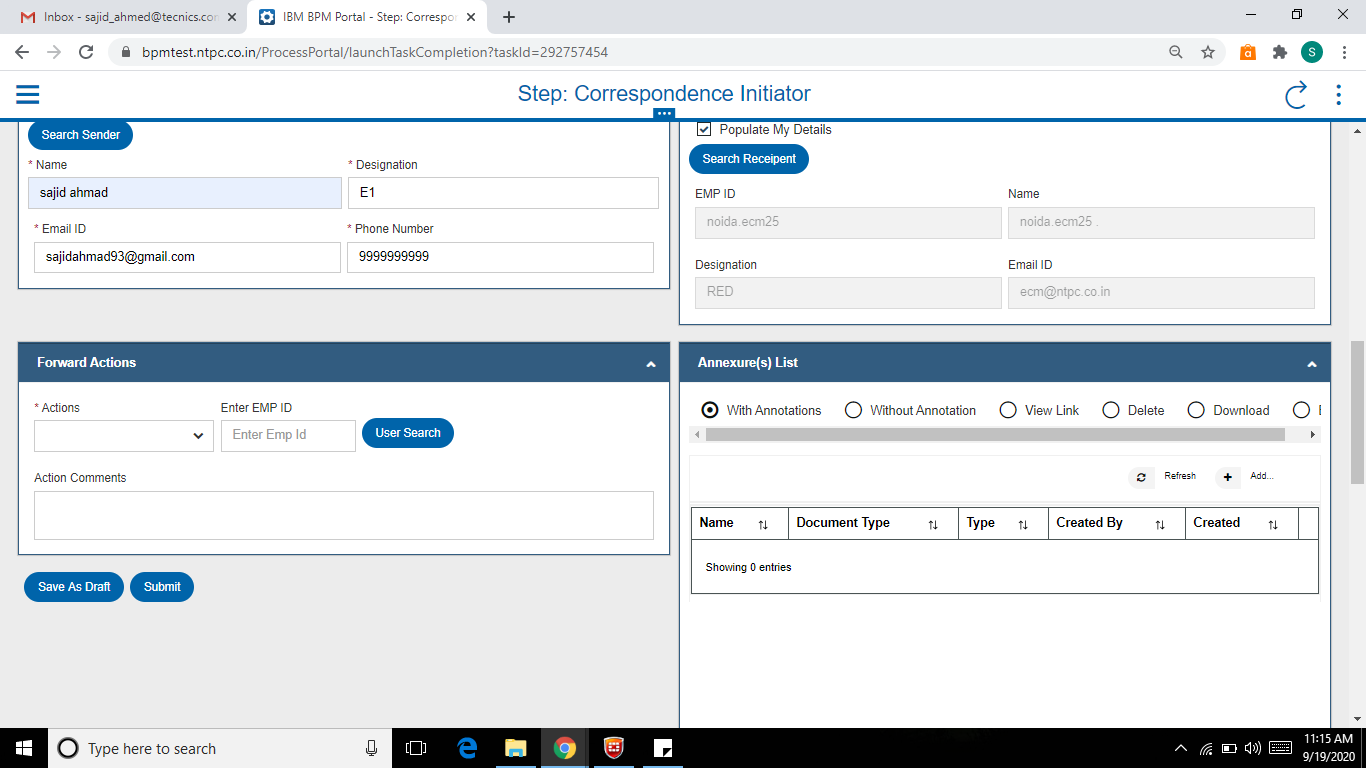 Inbox - sajid_ahmed@tecnics.con
IBM BPM Portal - Step: Correspon
bpmtest.ntpc.co.in/ProcessPortal/launchTaskCompletion?taskId=292757454
S
Step: Correspondence Initiator
Search Sender
* Name
* Designation
sajid ahmad
E1
* Email ID
* Phone Number
sajidahmad93@gmail.com
9999999999
Populate My Details
Search Receipent
EMP ID
Name
noida.ecm25
noida.ecm25 .
Designation
Email ID
RED
ecm@ntpc.co.in
Forward Actions
* Actions
Enter EMP ID
Enter Emp Id
User Search
Action Comments
Save As Draft
Submit
Annexure(s) List
With Annotations
Without Annotation
View Link
Delete
Download
Refresh
Add...
Name
Document Type
Type
Created By
Created
Showing 0 entries
Type here to search
11:15 AM
9/19/2020